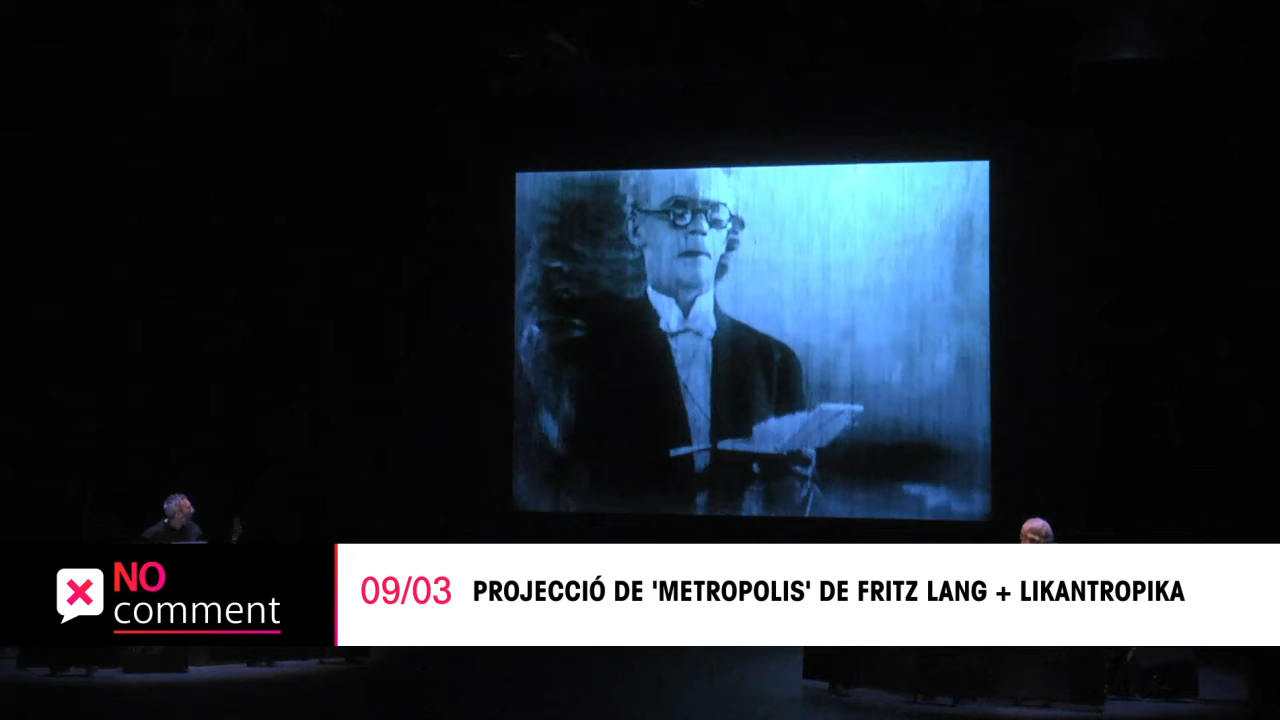 NO
comment
09/03 PROJECCIÓ DE 'METROPOLIS' DE FRITZ LANG + LIKANTROPIKA